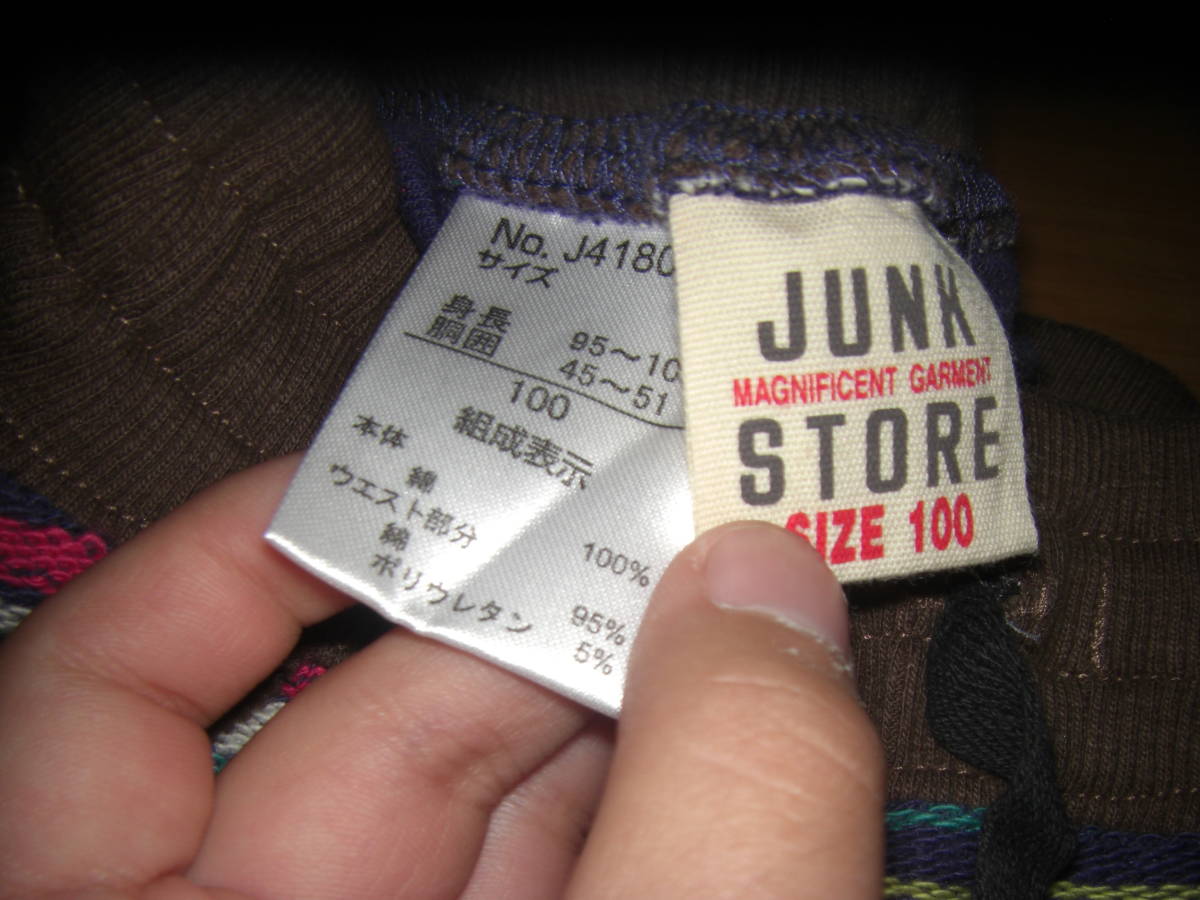 No. J4180
サイズ
身長 95～10
胴囲 45～51
100
組成表示
本体
綿 100%
ウエスト部分
綿 95%
ポリウレタン 5%
JUNK
MAGNIFICENT GARMENT
STORE
SIZE 100